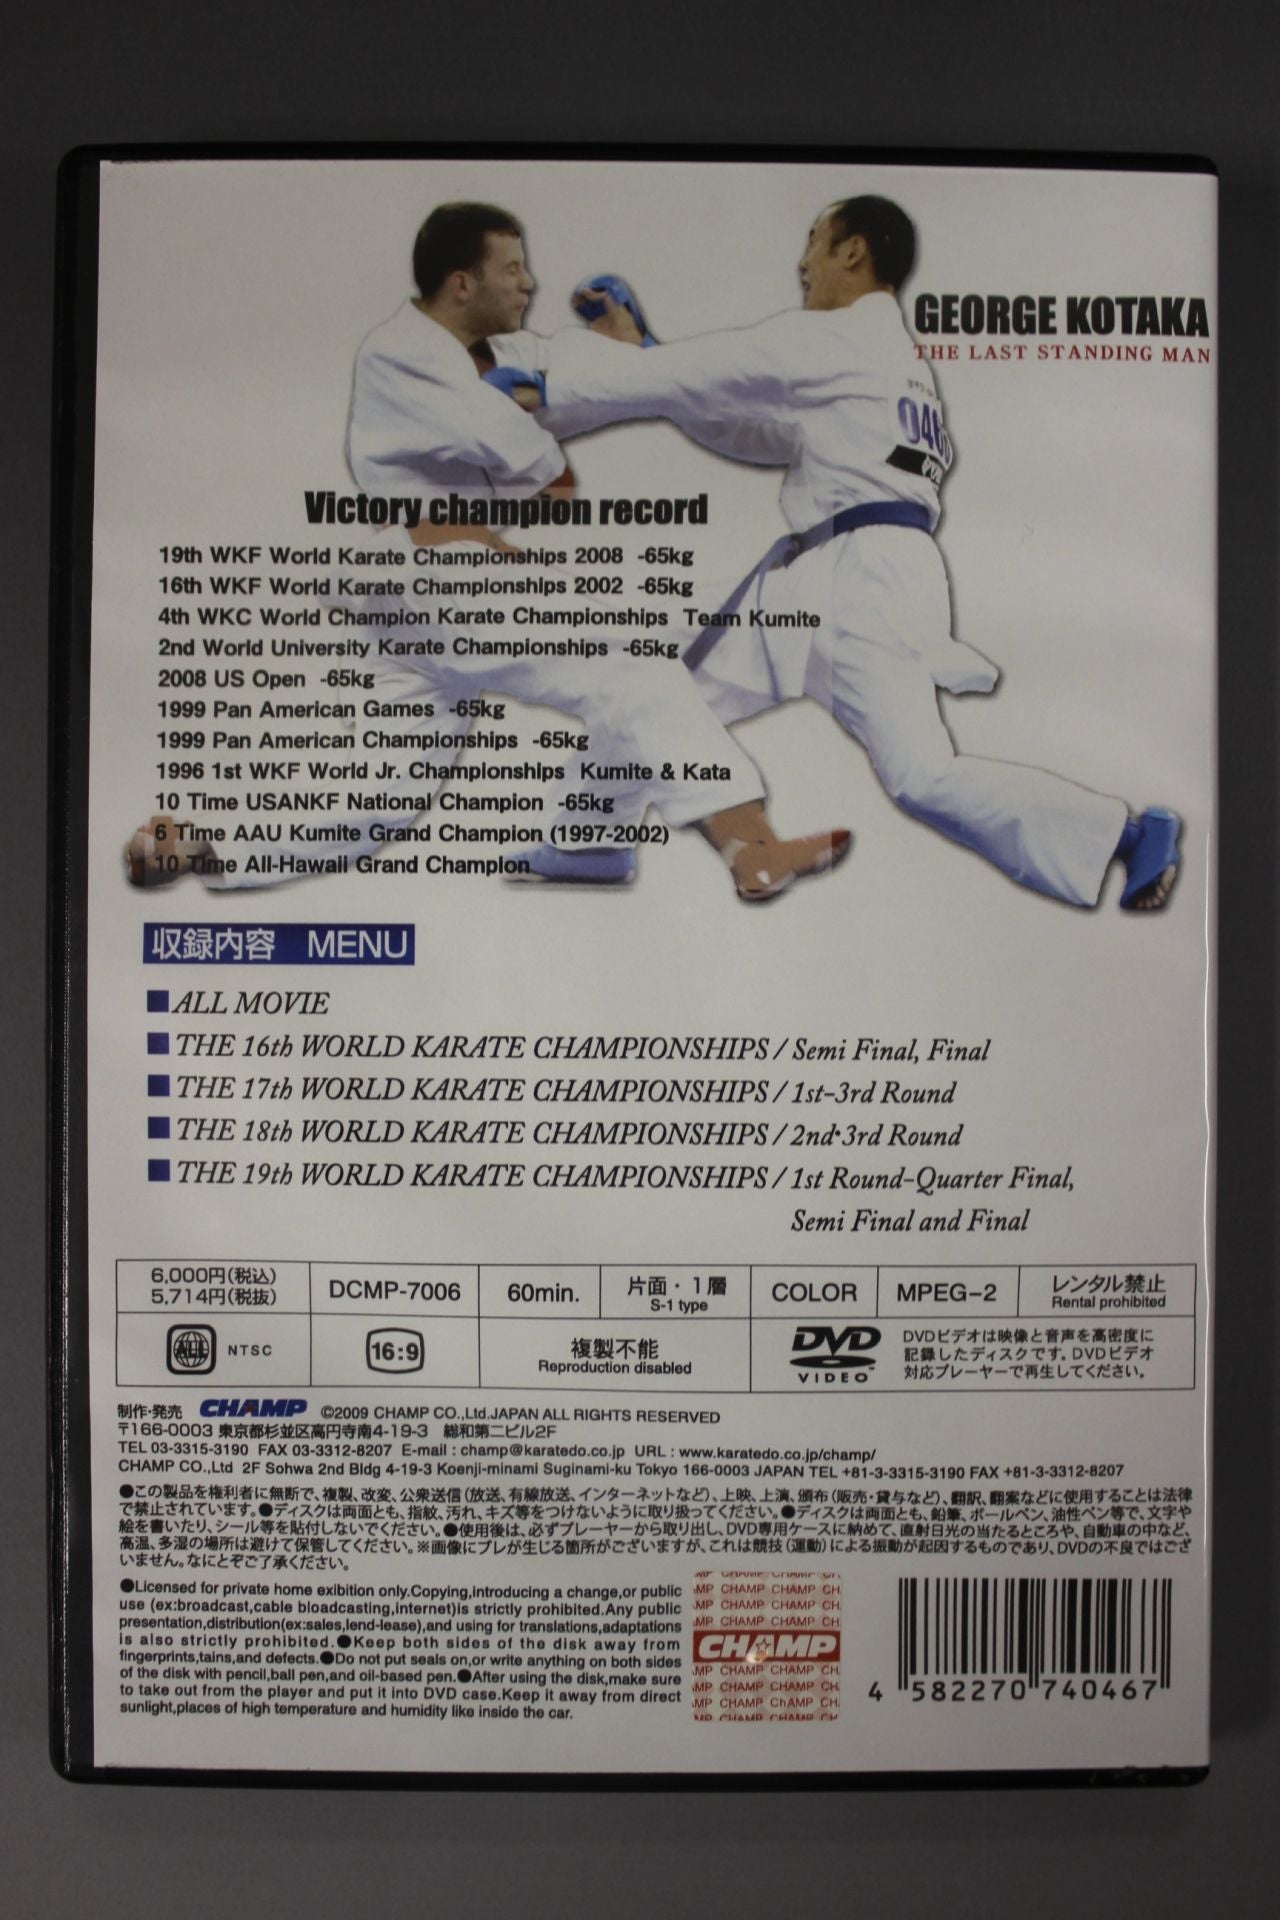 GEORGE KOTAKA
THE LAST STANDING MAN
Victory champion record
19th WKF World Karate Championships 2008 -65kg
16th WKF World Karate Championships 2002 -65kg
4th WKC World Champion Karate Championships Team Kumite
2nd World University Karate Championships -65kg
2008 US Open -65kg
1999 Pan American Games -65kg
1999 Pan American Championships -65kg
1996 1st WKF World Jr. Championships Kumite & Kata
10 Time USANKF National Champion -65kg
6 Time AAU Kumite Grand Champion (1997-2002)
10 Time All-Hawaii Grand Champion
収録内容 MENU
■ALL MOVIE
■THE 16th WORLD KARATE CHAMPIONSHIPS / Semi Final, Final
■THE 17th WORLD KARATE CHAMPIONSHIPS / 1st-3rd Round
■THE 18th WORLD KARATE CHAMPIONSHIPS / 2nd・3rd Round
■THE 19th WORLD KARATE CHAMPIONSHIPS / 1st Round-Quarter Final,
Semi Final and Final
6,000円(税込)
5,714円(税抜)
DCMP-7006
60min.
片面・1層
S-1 type
COLOR
MPEG-2
レンタル禁止
Rental prohibited
ALL
NTSC
16:9
複製不能
Reproduction disabled
DVD
VIDEO
DVDビデオは映像と音声を高密度に
記録したディスクです。DVDビデオ
対応プレーヤーで再生してください。
制作・発売 CHAMP ©2009 CHAMP CO.,Ltd.JAPAN ALL RIGHTS RESERVED
〒166-0003 東京都杉並区高円寺南4-19-3 総和第二ビル2F
TEL 03-3315-3190 FAX 03-3312-8207 E-mail : champ@karatedo.co.jp URL : www.karatedo.co.jp/champ/
CHAMP CO.,Ltd 2F Sohwa 2nd Bldg 4-19-3 Koenji-minami Suginami-ku Tokyo 166-0003 JAPAN TEL +81-3-3315-3190 FAX +81-3-3312-8207
●この製品を権利者に無断で、複製、改変、公衆送信(放送、有線放送、インターネットなど)、上映、上演、頒布(販売・貸与など)、翻訳、翻案などに使用することは法律
で禁止されています。●ディスクは両面とも、指紋、汚れ、キズ等をつけないように取り扱ってください。●ディスクは両面とも、鉛筆、ボールペン、油性ペン等で、文字や
絵を書いたり、シール等を貼付しないでください。●使用後は、必ずプレーヤーから取り出し、DVD専用ケースに納めて、直射日光の当たるところや、自動車の中など、
高温、多湿の場所は避けて保管してください。※画像にブレが生じる箇所がございますが、これは競技(運動)による振動が起因するものであり、DVDの不良ではござ
いません。なにとぞご了承ください。
●Licensed for private home exibition only.Copying,introducing a change,or public
use (ex:broadcast,cable bloadcasting,internet)is strictly prohibited.Any public
presentation,distribution(ex:sales,lend-lease),and using for translations,adaptations
is also strictly prohibited.●Keep both sides of the disk away from
fingerprints,tains,and defects.●Do not put seals on,or write anything on both sides
of the disk with pencil,ball pen,and oil-based pen.●After using the disk,make sure
to take out from the player and put it into DVD case.Keep it away from direct
sunlight,places of high temperature and humidity like inside the car.
CHAMP
4 582270 740467